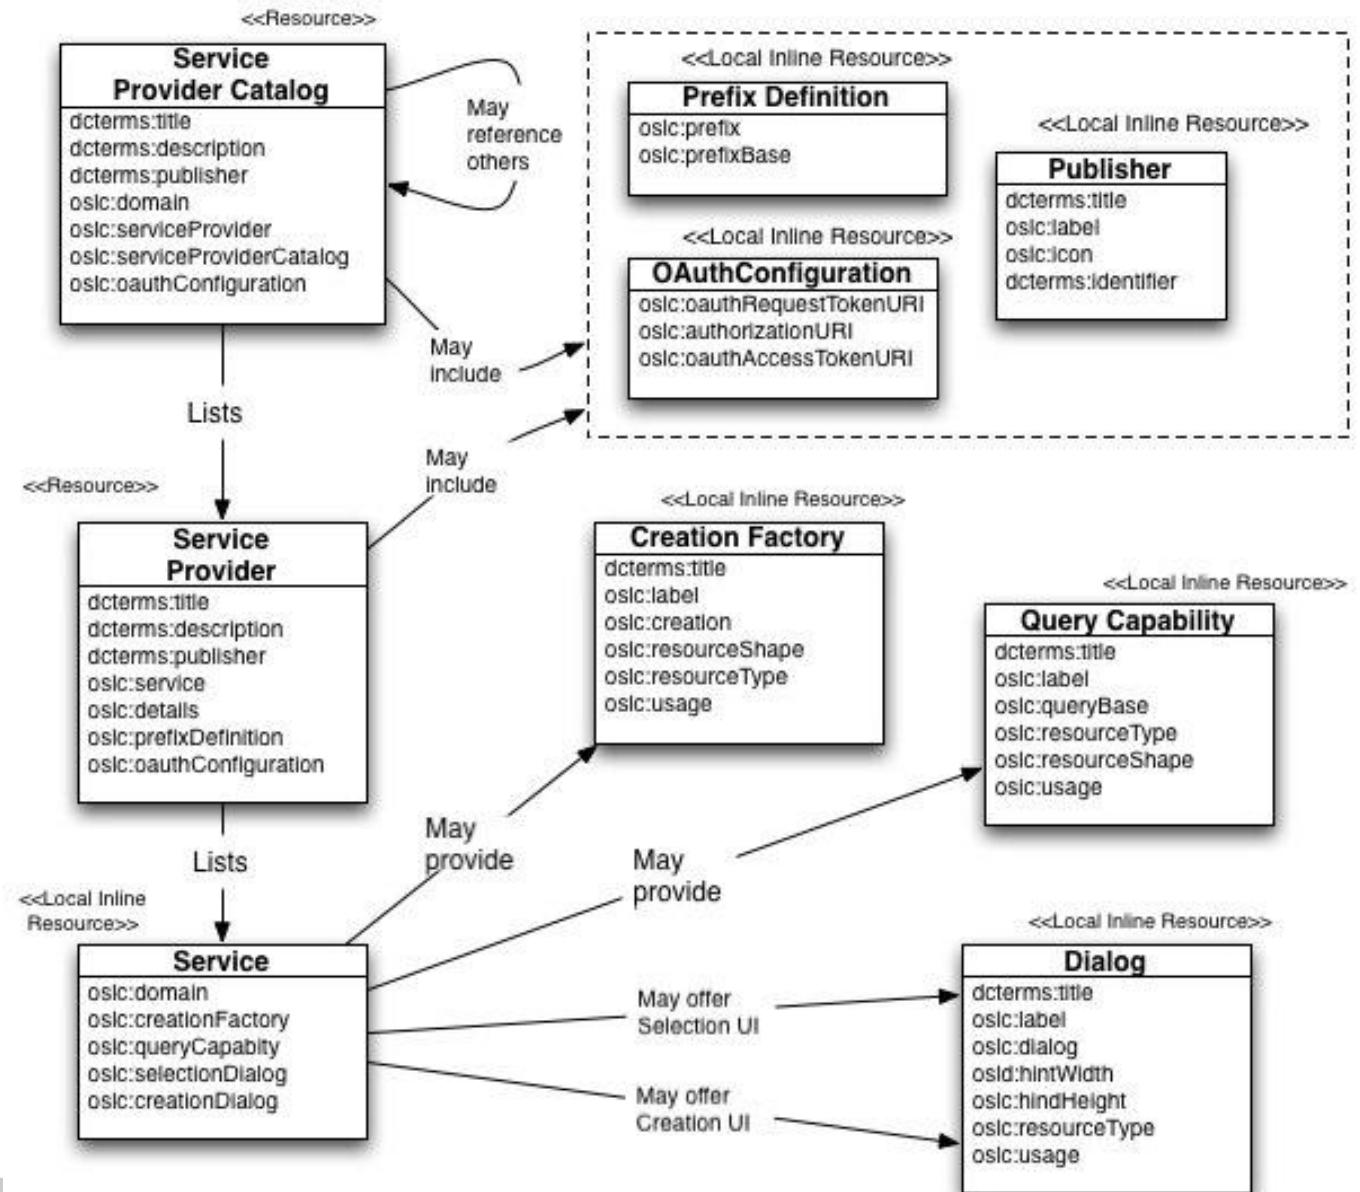 <<Resource>>
Service
Provider Catalog
dcterms:title
dcterms:description
dcterms:publisher
oslc:domain
oslc:serviceProvider
oslc:serviceProviderCatalog
oslc:oauthConfiguration
May
reference
others
May
include
Lists
<<Local Inline Resource>>
Prefix Definition
oslc:prefix
oslc:prefixBase
<<Local Inline Resource>>
Publisher
dcterms:title
oslc:label
oslc:icon
dcterms:identifier
<<Local Inline Resource>>
OAuthConfiguration
oslc:oauthRequestTokenURI
oslc:authorizationURI
oslc:oauthAccessTokenURI
May
include
<<Resource>>
Service
Provider
dcterms:title
dcterms:description
dcterms:publisher
oslc:service
oslc:details
oslc:prefixDefinition
oslc:oauthConfiguration
Lists
<<Local Inline Resource>>
Creation Factory
dcterms:title
oslc:label
oslc:creation
oslc:resourceShape
oslc:resourceType
oslc:usage
<<Local Inline Resource>>
Query Capability
dcterms:title
oslc:label
oslc:queryBase
oslc:resourceType
oslc:resourceShape
oslc:usage
May
provide
May
provide
<<Local Inline
Resource>>
Service
oslc:domain
oslc:creationFactory
oslc:queryCapablty
oslc:selectionDialog
oslc:creationDialog
May offer
Selection UI
May offer
Creation UI
<<Local Inline Resource>>
Dialog
dcterms:title
oslc:label
oslc:dialog
osld:hintWidth
oslc:hindHeight
oslc:resourceType
oslc:usage